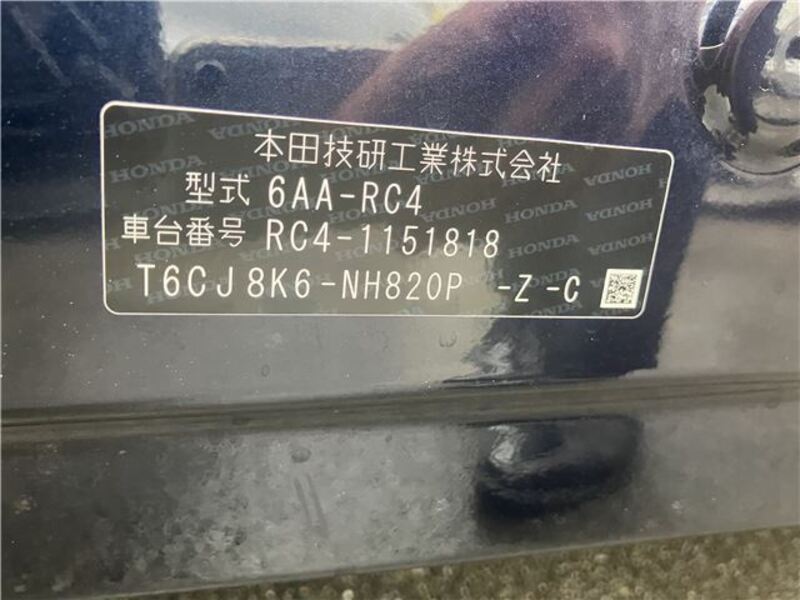 本田技研工業株式会社
型式 6AA-RC4
車台番号 RC4-1151818
T6CJ8K6-NH820P -Z-C